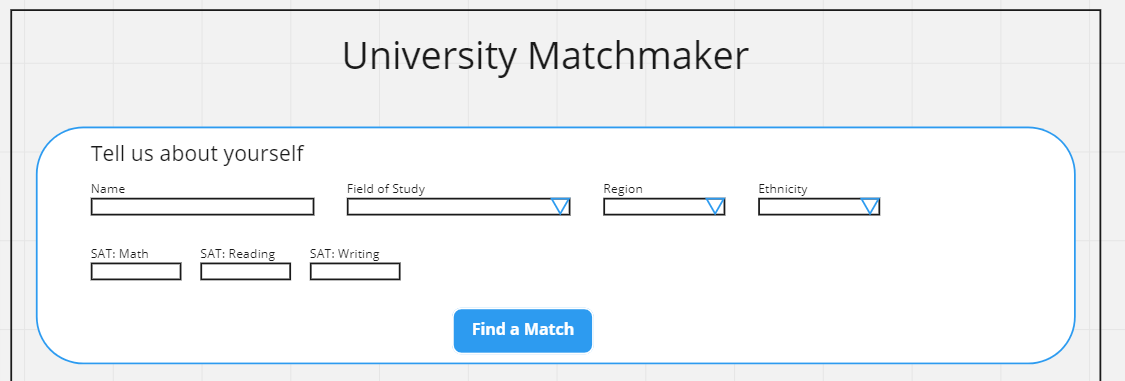 University Matchmaker
Tell us about yourself
Name Field of Study Region Ethnicity
SAT: Math SAT: Reading SAT: Writing
Find a Match